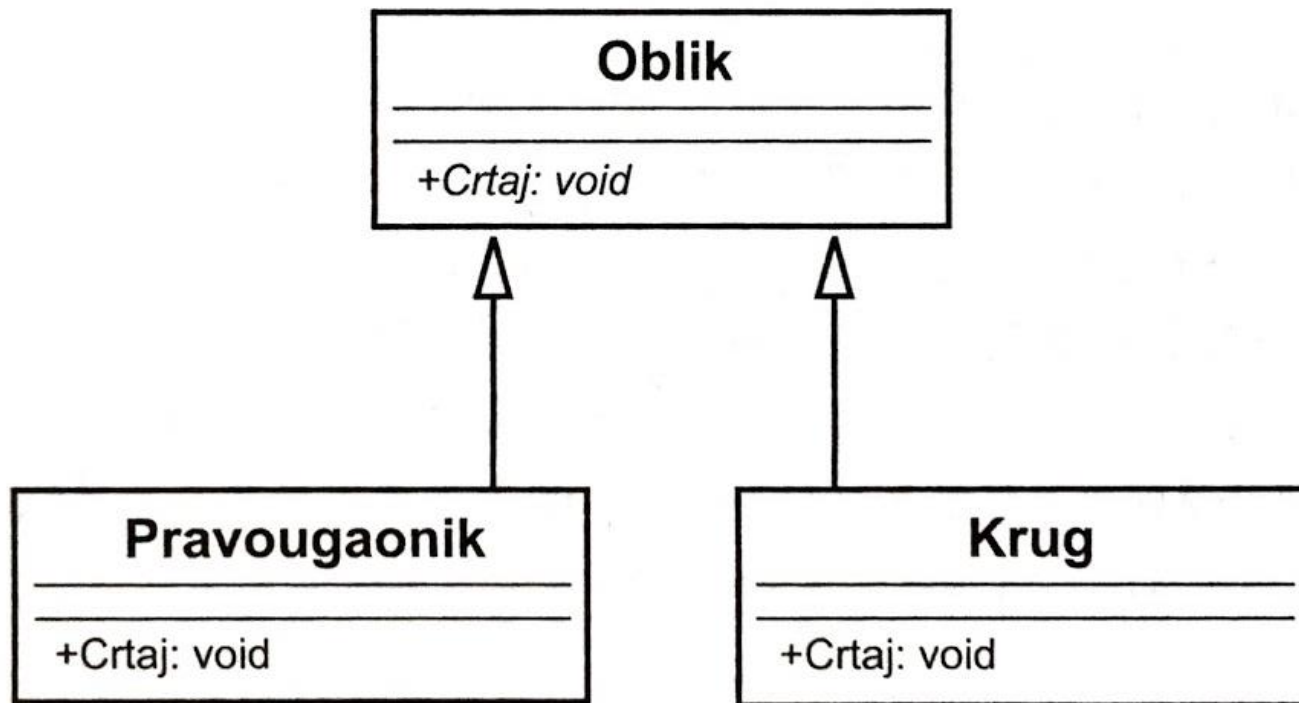 Oblik
+Crtaj: void
Pravougaonik
+Crtaj: void
Krug
+Crtaj: void